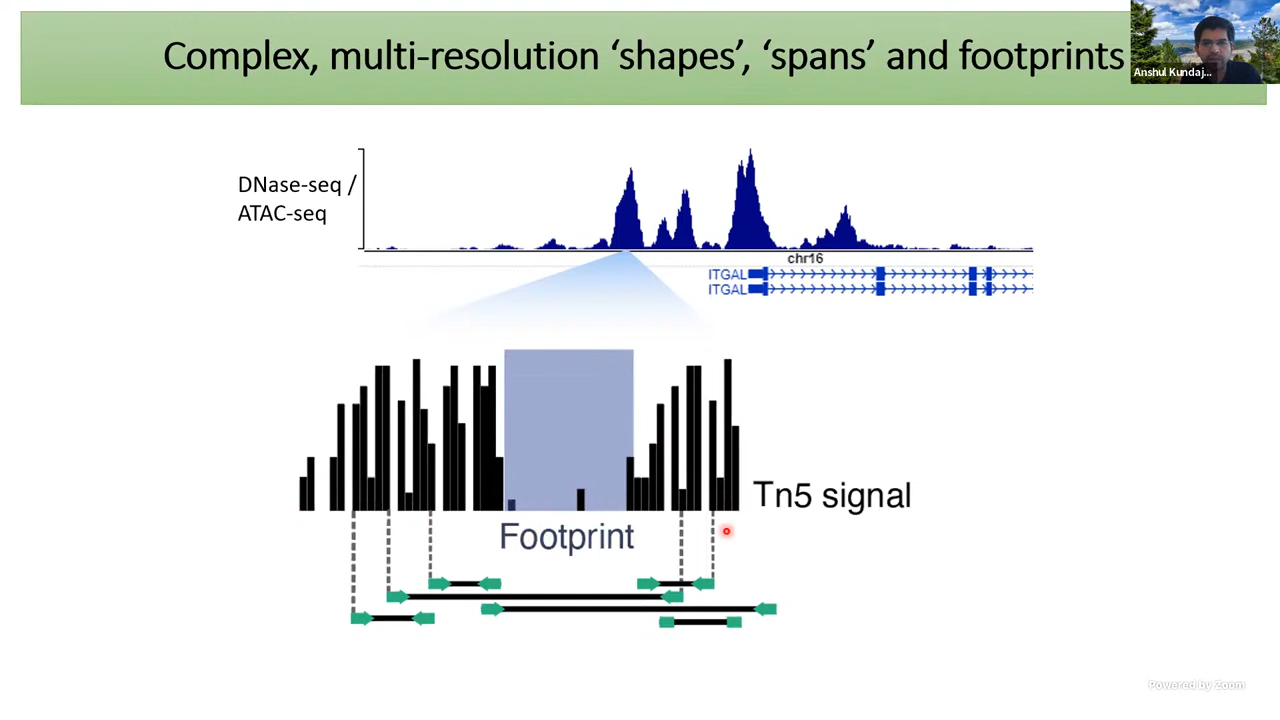 Complex, multi-resolution ‘shapes’, ‘spans’ and footprints
Anshul Kundaj...
DNase-seq /
ATAC-seq
chr16
ITGAL
ITGAL
Tn5 signal
Footprint
Powered by Zoom